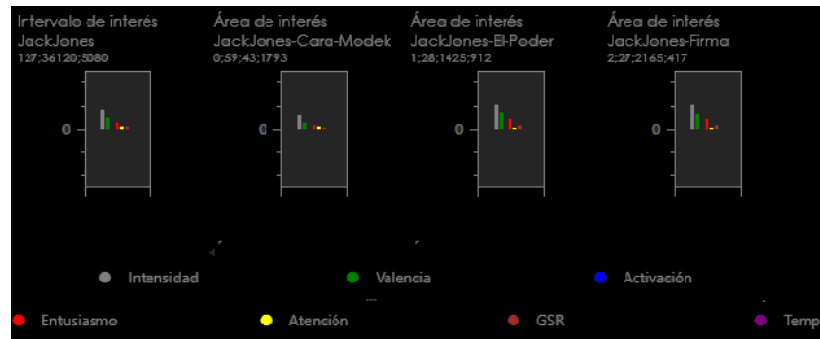 Intervalo de interés
JackJones
127;36120;5080
Área de interés
JackJones-Cara-Modek
0;59;43;1793
Área de interés
JackJones-El-Poder
1;28;1425;912
Área de interés
JackJones-Firma
2;27;2165;417
0
0
0
0
Intensidad
Valencia
Activación
Entusiasmo
Atención
GSR
Temp